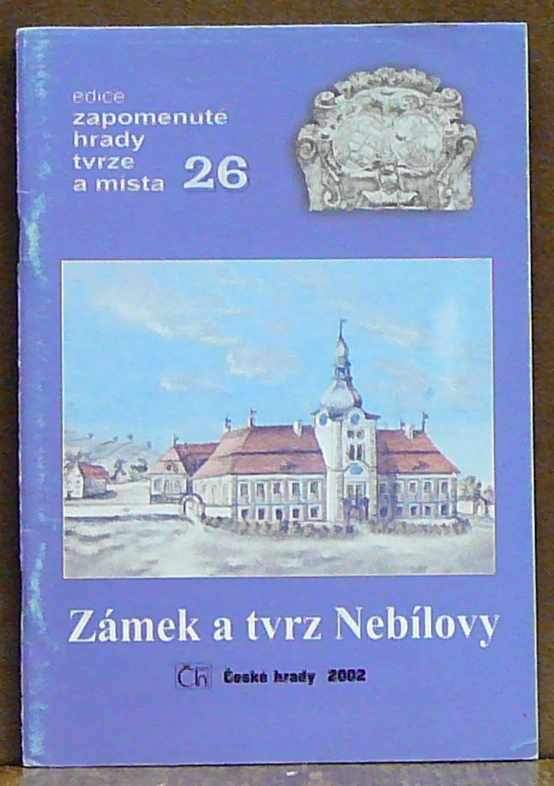 edice
zapomenuté
hrady
tvrze
a místa 26
Zámek a tvrz Nebílovy
Čh České hrady 2002